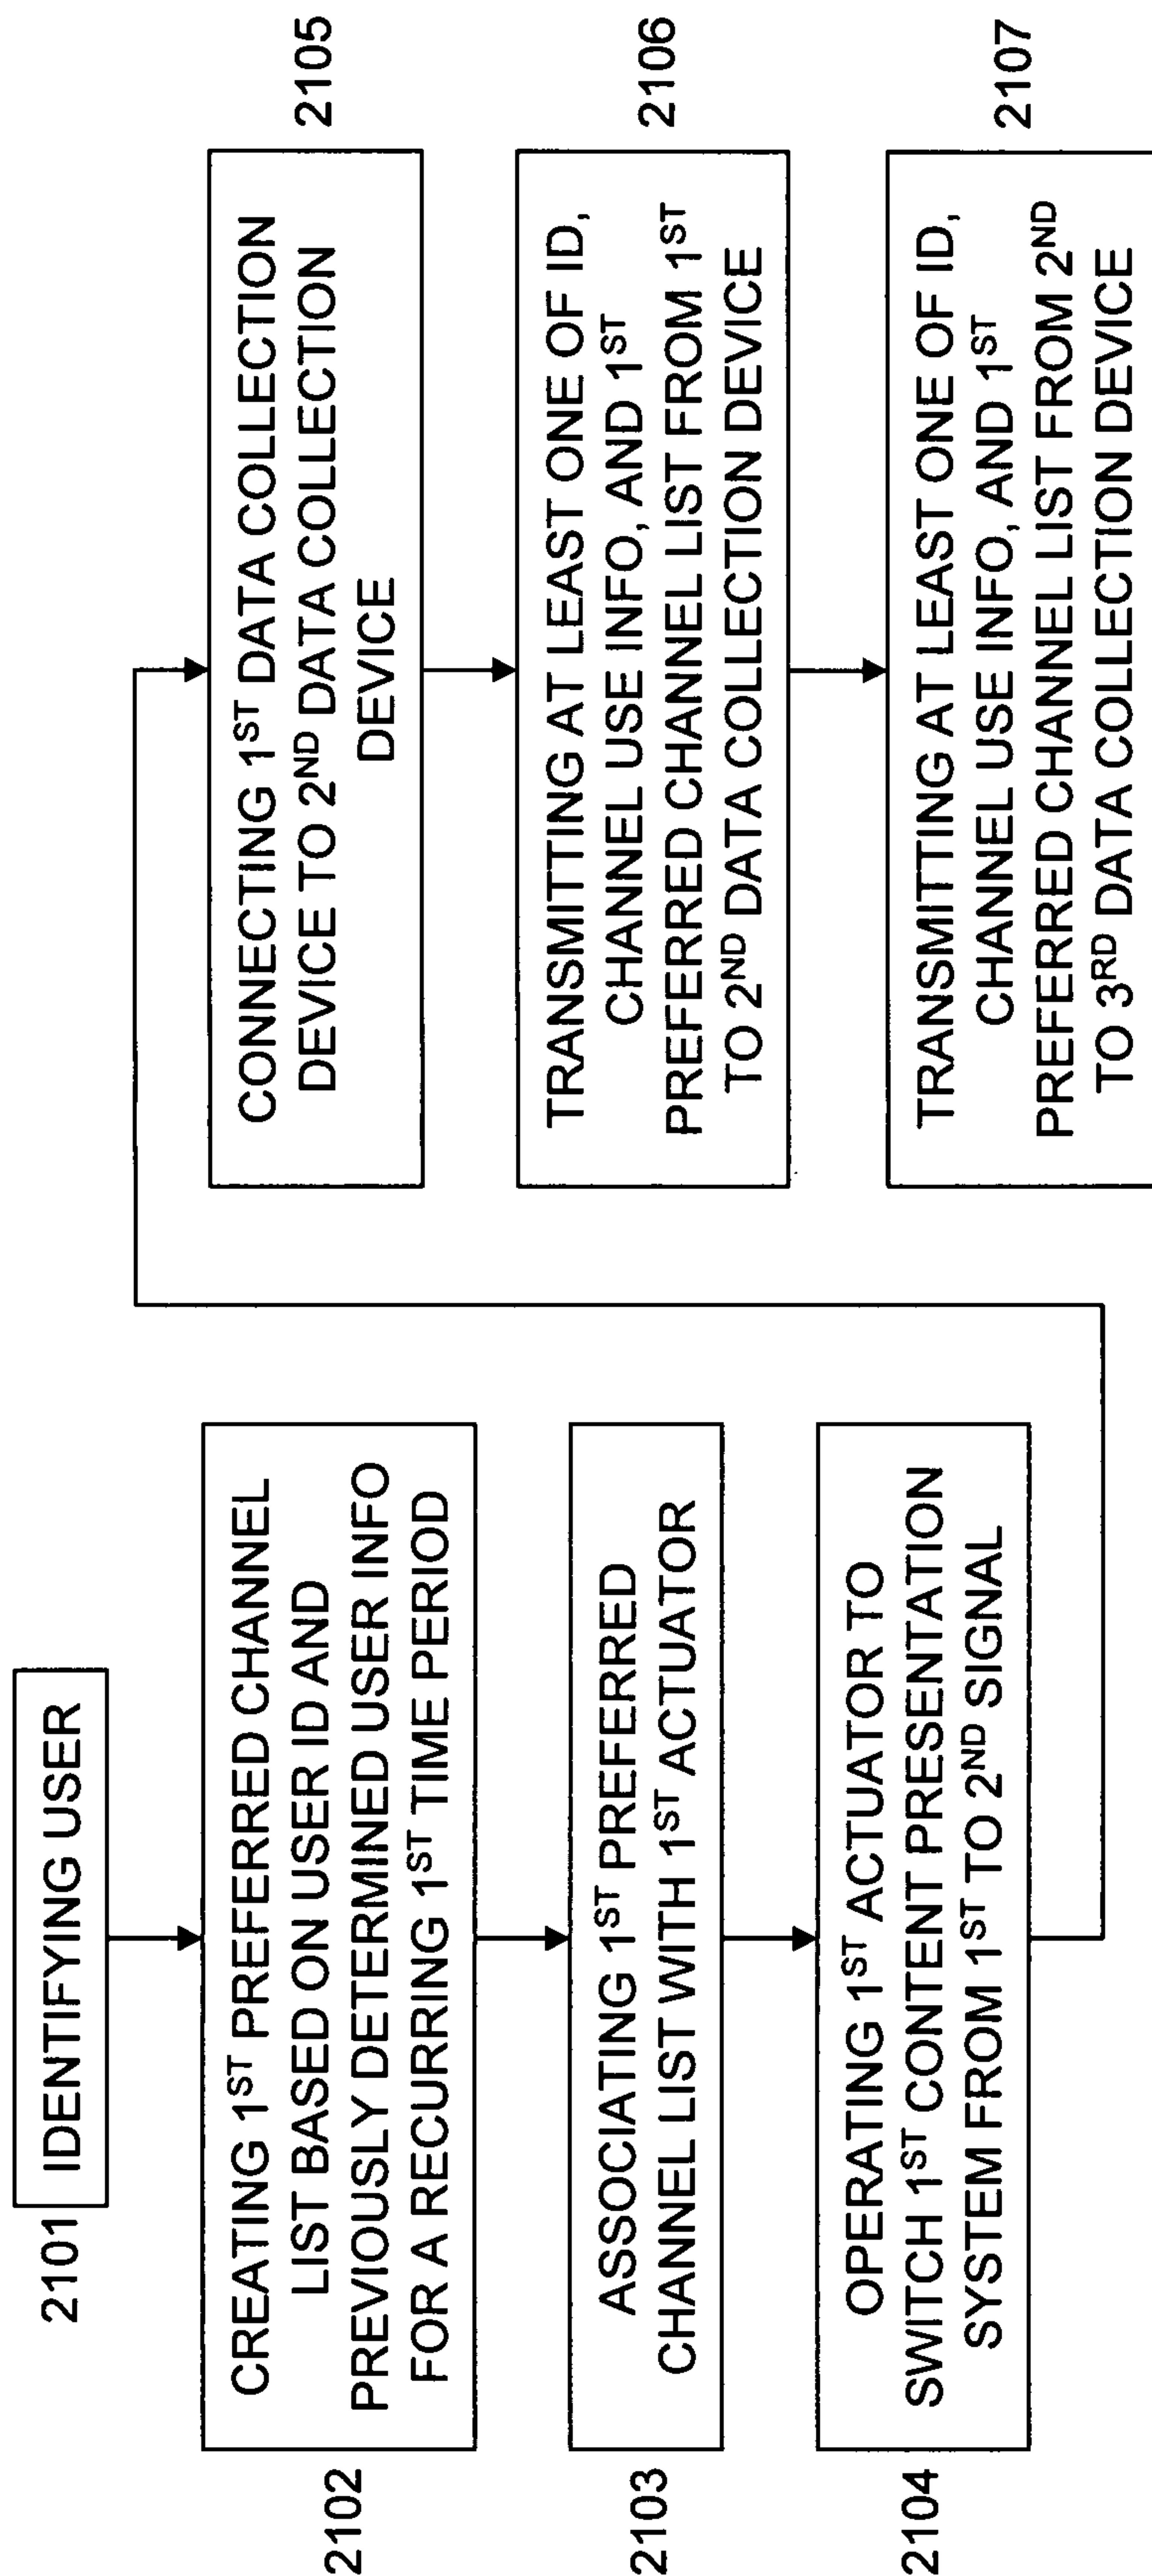 2101
IDENTIFYING USER
2102
CREATING 1ST PREFERRED CHANNEL
LIST BASED ON USER ID AND
PREVIOUSLY DETERMINED USER INFO
FOR A RECURRING 1ST TIME PERIOD
2103
ASSOCIATING 1ST PREFERRED
CHANNEL LIST WITH 1ST ACTUATOR
2104
OPERATING 1ST ACTUATOR TO
SWITCH 1ST CONTENT PRESENTATION
SYSTEM FROM 1ST TO 2ND SIGNAL
CONNECTING 1ST DATA COLLECTION
DEVICE TO 2ND DATA COLLECTION
DEVICE
2105
TRANSMITTING AT LEAST ONE OF ID,
CHANNEL USE INFO, AND 1ST
PREFERRED CHANNEL LIST FROM 1ST
TO 2ND DATA COLLECTION DEVICE
2106
TRANSMITTING AT LEAST ONE OF ID,
CHANNEL USE INFO, AND 1ST
PREFERRED CHANNEL LIST FROM 2ND
TO 3RD DATA COLLECTION DEVICE
2107